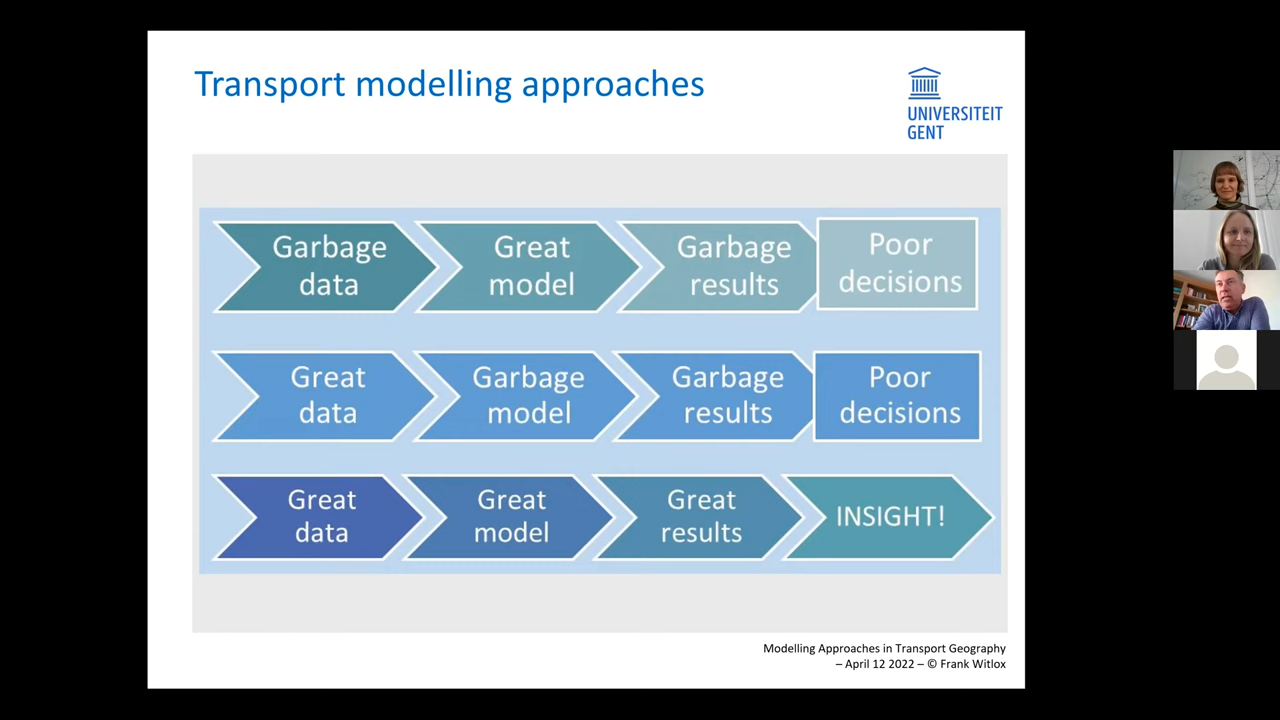 Transport modelling approaches
UNIVERSITEIT
GENT
Garbage
data
Great
model
Garbage
results
Poor
decisions
Great
data
Garbage
model
Garbage
results
Poor
decisions
Great
data
Great
model
Great
results
INSIGHT!
Modelling Approaches in Transport Geography
– April 12 2022 – © Frank Witlox